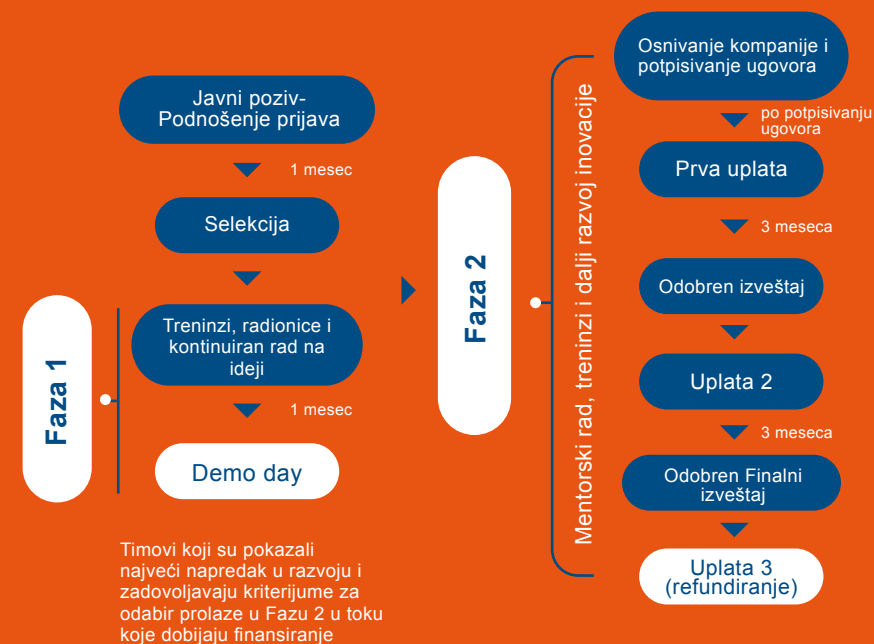 Javni poziv-
Podnošenje prijava
1 mesec
Selekcija
Faza 1
Treninzi, radionice i
kontinuiran rad na
ideji
1 mesec
Demo day
Timovi koji su pokazali
najveći napredak u razvoju i
zadovoljavaju kriterijume za
odabir prolaze u Fazu 2 u toku
koje dobijaju finansiranje
Faza 2
Mentorski rad, treninzi i dalji razvoj inovacije
Osnivanje kompanije i
potpisivanje ugovora
po potpisivanju
ugovora
Prva uplata
3 meseca
Odobren izveštaj
Uplata 2
3 meseca
Odobren Finalni
izveštaj
Uplata 3
(refundiranje)